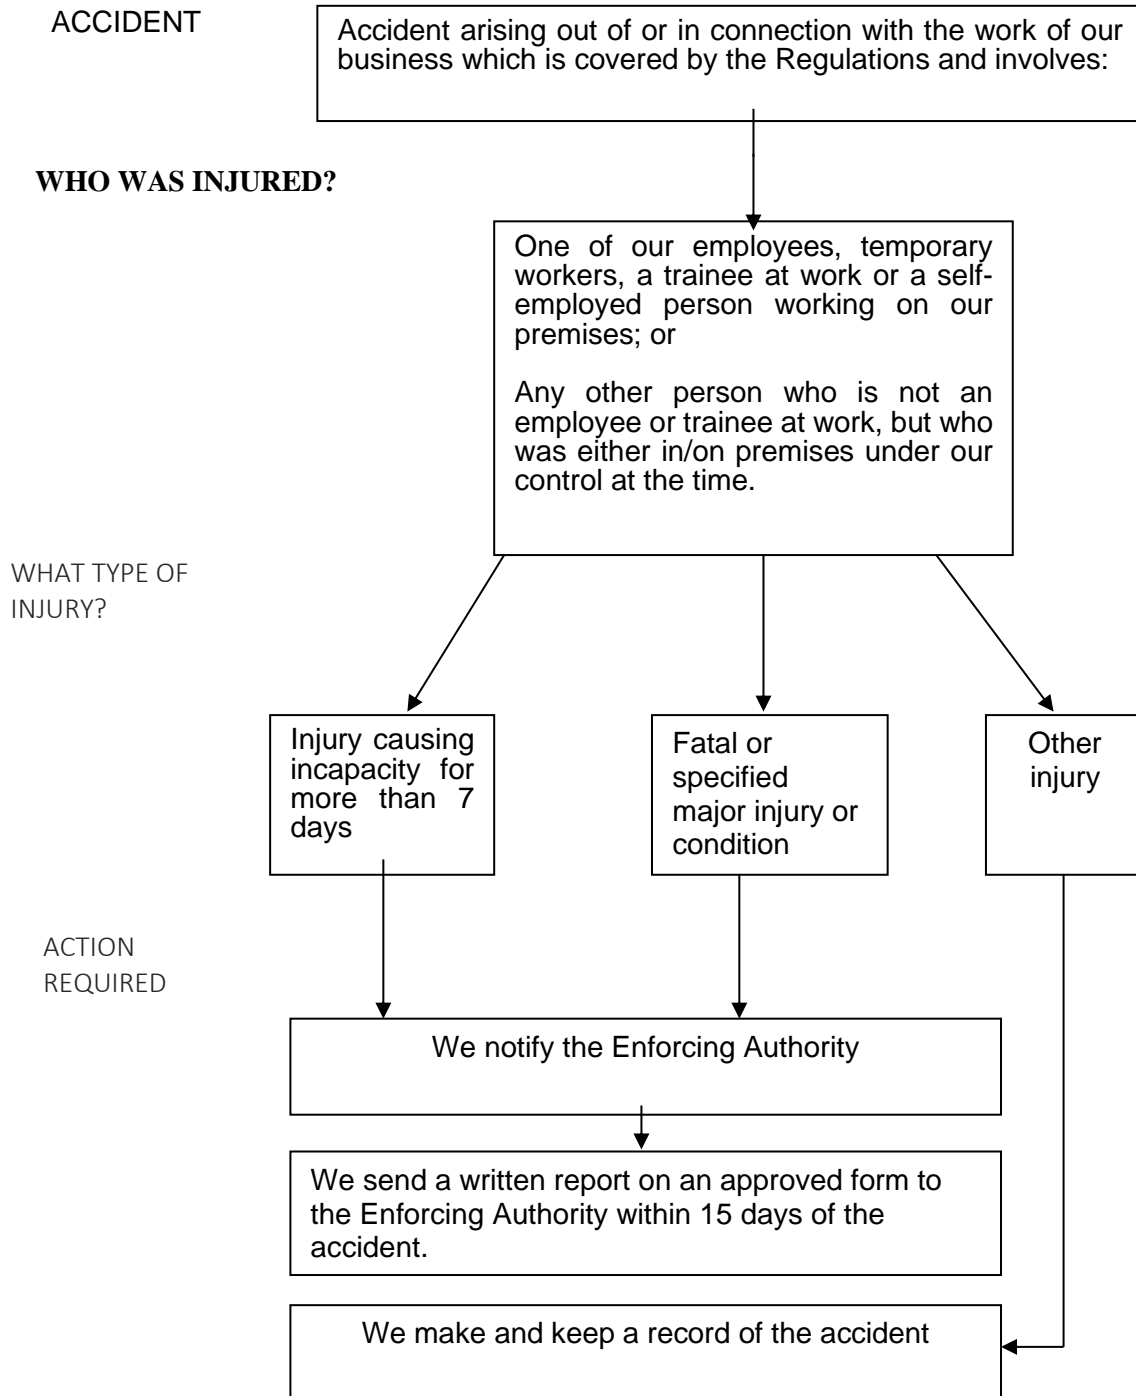 ACCIDENT
Accident arising out of or in connection with the work of our
business which is covered by the Regulations and involves:
WHO WAS INJURED?
One of our employees, temporary
workers, a trainee at work or a self-
employed person working on our
premises; or
Any other person who is not an
employee or trainee at work, but who
was either in/on premises under our
control at the time.
WHAT TYPE OF
INJURY?
Injury causing
incapacity for
more than 7
days
Fatal or
specified
major injury or
condition
Other
injury
ACTION
REQUIRED
We notify the Enforcing Authority
We send a written report on an approved form to
the Enforcing Authority within 15 days of the
accident.
We make and keep a record of the accident